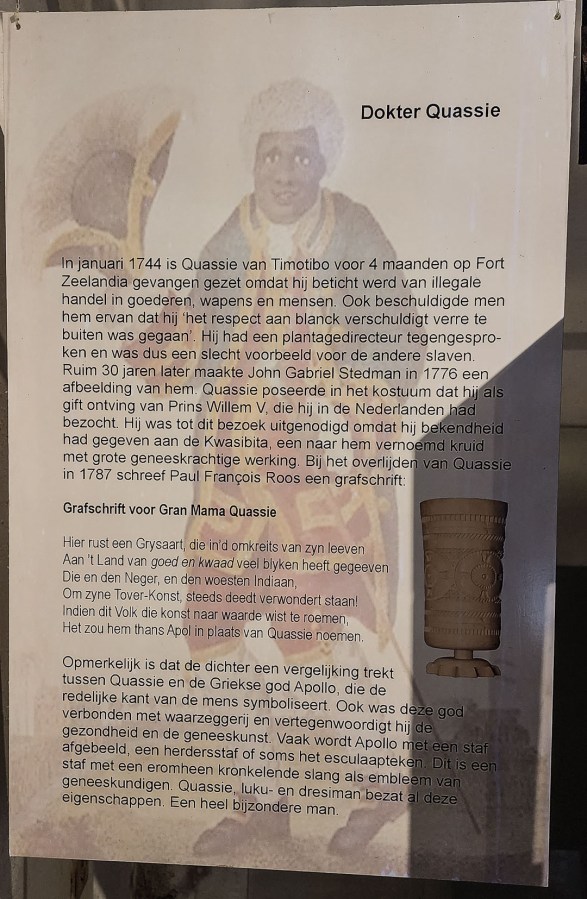 Dokter Quassie
In januari 1744 is Quassie van Timotibo voor 4 maanden op Fort
Zeelandia gevangen gezet omdat hij beticht werd van illegale
handel in goederen, wapens en mensen. Ook beschuldigde men
hem ervan dat hij ‘het respect aan blanck verschuldigt verre te
buiten was gegaan’. Hij had een plantagedirecteur tegengespro-
ken en was dus een slecht voorbeeld voor de andere slaven.
Ruim 30 jaren later maakte John Gabriel Stedman in 1776 een
afbeelding van hem. Quassie poseerde in het kostuum dat hij als
gift ontving van Prins Willem V, die hij in de Nederlanden had
bezocht. Hij was tot dit bezoek uitgenodigd omdat hij bekendheid
had gegeven aan de Kwasibita, een naar hem vernoemd kruid
met grote geneeskrachtige werking. Bij het overlijden van Quassie
in 1787 schreef Paul François Roos een grafschrift:
Grafschrift voor Gran Mama Quassie
Hier rust een Grysaart, die in'd omkreits van zyn leeven
Aan 't Land van goed en kwaad veel blyken heeft gegeeven
Die en den Neger, en den woesten Indiaan,
Om zyne Tover-Konst, steeds deedt verwondert staan!
Indien dit Volk die konst naar waarde wist te roemen,
Het zou hem thans Apol in plaats van Quassie noemen.
Opmerkelijk is dat de dichter een vergelijking trekt
tussen Quassie en de Griekse god Apollo, die de
redelijke kant van de mens symboliseert. Ook was deze god
verbonden met waarzeggerij en vertegenwoordigt hij de
gezondheid en de geneeskunst. Vaak wordt Apollo met een staf
afgebeeld, een herdersstaf of soms het esculaapteken. Dit is een
staf met een eromheen kronkelende slang als embleem van
geneeskundigen. Quassie, luku- en dresiman bezat al deze
eigenschappen. Een heel bijzondere man.